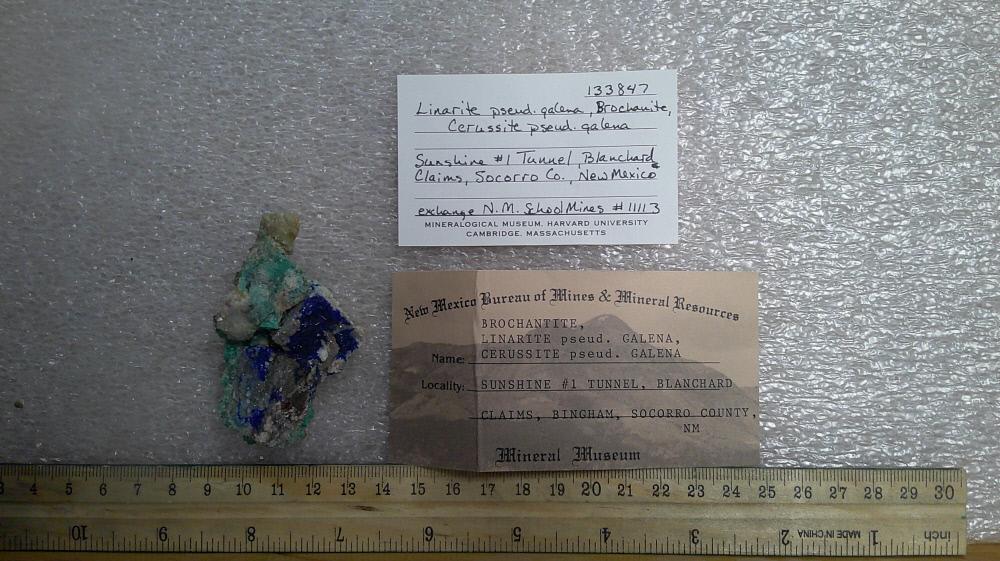 133847
Linarite pseud. galena, Brochanite,
Cerussite pseud. galena
Sunshine #1 Tunnel, Blanchard
Claims, Socorro Co., New Mexico
exchange N.M. School Mines #11113
MINERALOGICAL MUSEUM, HARVARD UNIVERSITY
CAMBRIDGE, MASSACHUSETTS
New Mexico Bureau of Mines & Mineral Resources
BROCHANTITE,
LINARITE pseud. GALENA,
Name: CERUSSITE pseud. GALENA
Locality: SUNSHINE #1 TUNNEL, BLANCHARD
CLAIMS, BINGHAM, SOCORRO COUNTY,
NM
Mineral Museum
3 4 5 6 7 8 9 10 11 12 13 14 15 16 17 18 19 20 21 22 23 24 25 26 27 28 29 30
10 9 8 7 6 5 4 3 2 MADE IN CHINA 1 inch